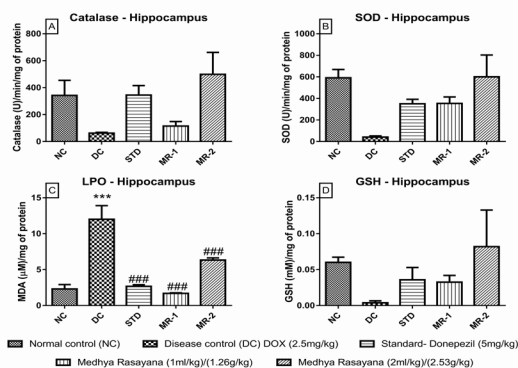 A
Catalase - Hippocampus
Catalase (U)/min/mg of protein
800
600
400
200
0
NC
DC
STD
MR-1
MR-2
B
SOD - Hippocampus
SOD (U)/min/mg of protein
1000
800
600
400
200
0
NC
DC
STD
MR-1
MR-2
C
LPO - Hippocampus
MDA (µM)/mg of protein
15
10
5
0
***
###
###
###
NC
DC
STD
MR-1
MR-2
D
GSH - Hippocampus
GSH (mM)/mg of protein
0.15
0.10
0.05
0.00
NC
DC
STD
MR-1
MR-2
Normal control (NC)
Disease control (DC) DOX (2.5mg/kg)
Standard- Donepezil (5mg/kg)
Medhya Rasayana (1ml/kg)/(1.26g/kg)
Medhya Rasayana (2ml/kg)/(2.53g/kg)